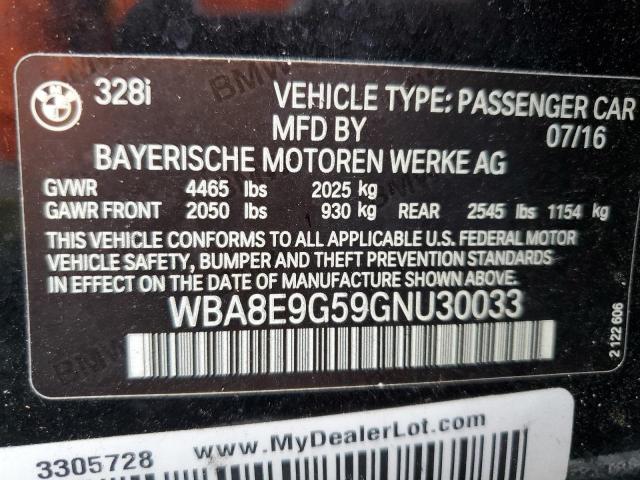 BMW
328i
VEHICLE TYPE: PASSENGER CAR
MFD BY 07/16
BAYERISCHE MOTOREN WERKE AG
GVWR 4465 lbs 2025 kg
GAWR FRONT 2050 lbs 930 kg REAR 2545 lbs 1154 kg
THIS VEHICLE CONFORMS TO ALL APPLICABLE U.S. FEDERAL MOTOR
VEHICLE SAFETY, BUMPER AND THEFT PREVENTION STANDARDS
IN EFFECT ON THE DATE OF MANUFACTURE SHOWN ABOVE.
WBA8E9G59GNU30033
2 122 606
3305728 www.MyDealerLot.com